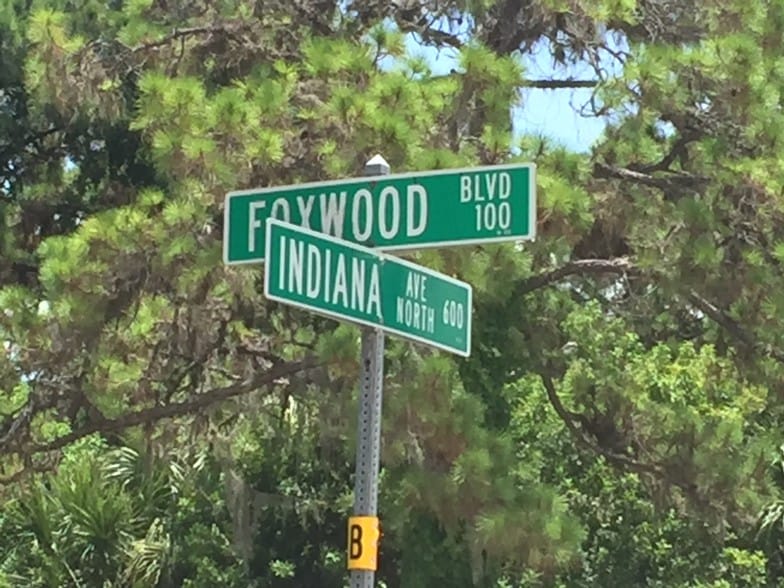 FOXWOOD BLVD
100
INDIANA AVE
NORTH 600
B